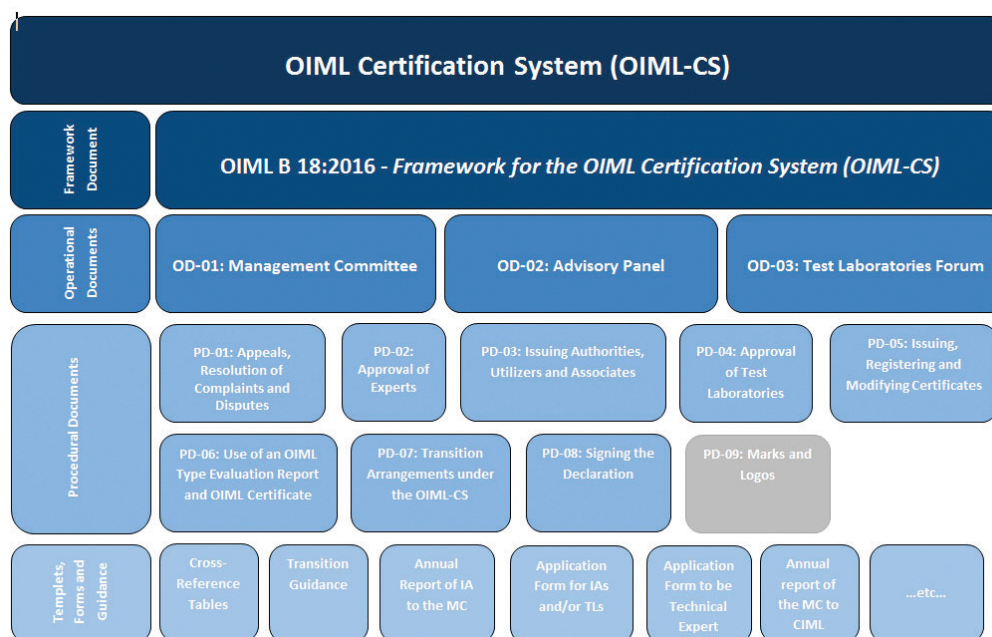 OIML Certification System (OIML-CS)
Framework
Document
OIML B 18:2016 - Framework for the OIML Certification System (OIML-CS)
Operational
Documents
OD-01: Management Committee
OD-02: Advisory Panel
OD-03: Test Laboratories Forum
Procedural Documents
PD-01: Appeals,
Resolution of
Complaints and
Disputes
PD-02:
Approval of
Experts
PD-03: Issuing Authorities,
Utilizers and Associates
PD-04: Approval
of Test
Laboratories
PD-05: Issuing,
Registering and
Modifying Certificates
PD-06: Use of an OIML
Type Evaluation Report
and OIML Certificate
PD-07: Transition
Arrangements under
the OIML-CS
PD-08: Signing the
Declaration
PD-09: Marks and
Logos
Templets,
Forms and
Guidance
Cross-
Reference
Tables
Transition
Guidance
Annual
Report of IA
to the MC
Application
Form for IAs
and/or TLs
Application
Form to be
Technical
Expert
Annual
report of
the MC to
CIML
...etc...